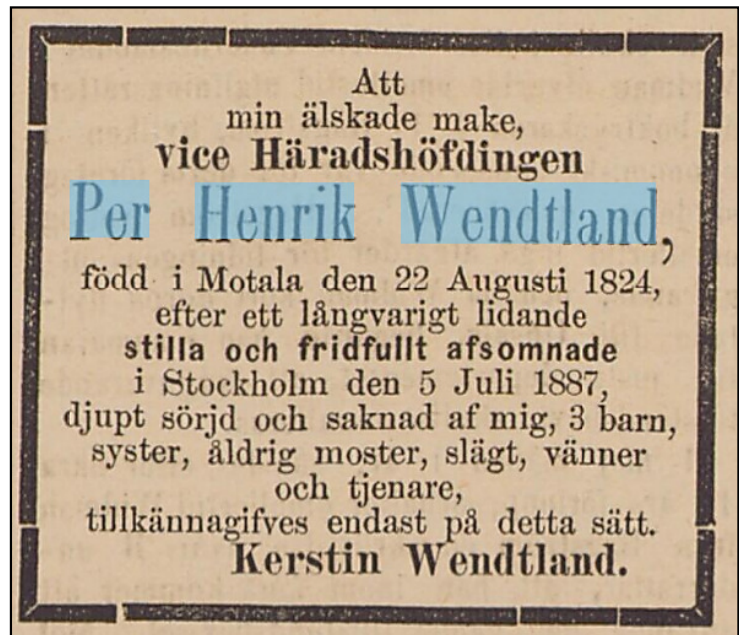 Att
min älskade make,
vice Häradshöfdingen
Per Henrik Wendtland,
född i Motala den 22 Augusti 1824,
efter ett långvarigt lidande
stilla och fridfullt afsomnade
i Stockholm den 5 Juli 1887,
djupt sörjd och saknad af mig, 3 barn,
syster, åldrig moster, slägt, vänner
och tjenare,
tillkännagifves endast på detta sätt.
Kerstin Wendtland.